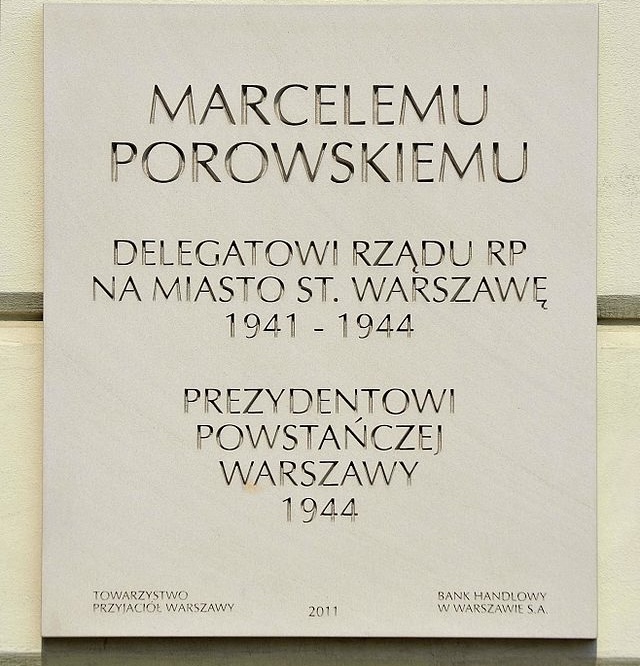 MARCELEMU
POROWSKIEMU
DELEGATOWI RZĄDU RP
NA MIASTO ST. WARSZAWĘ
1941 - 1944
PREZYDENTOWI
POWSTAŃCZEJ
WARSZAWY
1944
TOWARZYSTWO
PRZYJACIÓŁ WARSZAWY
2011
BANK HANDLOWY
W WARSZAWIE S.A.